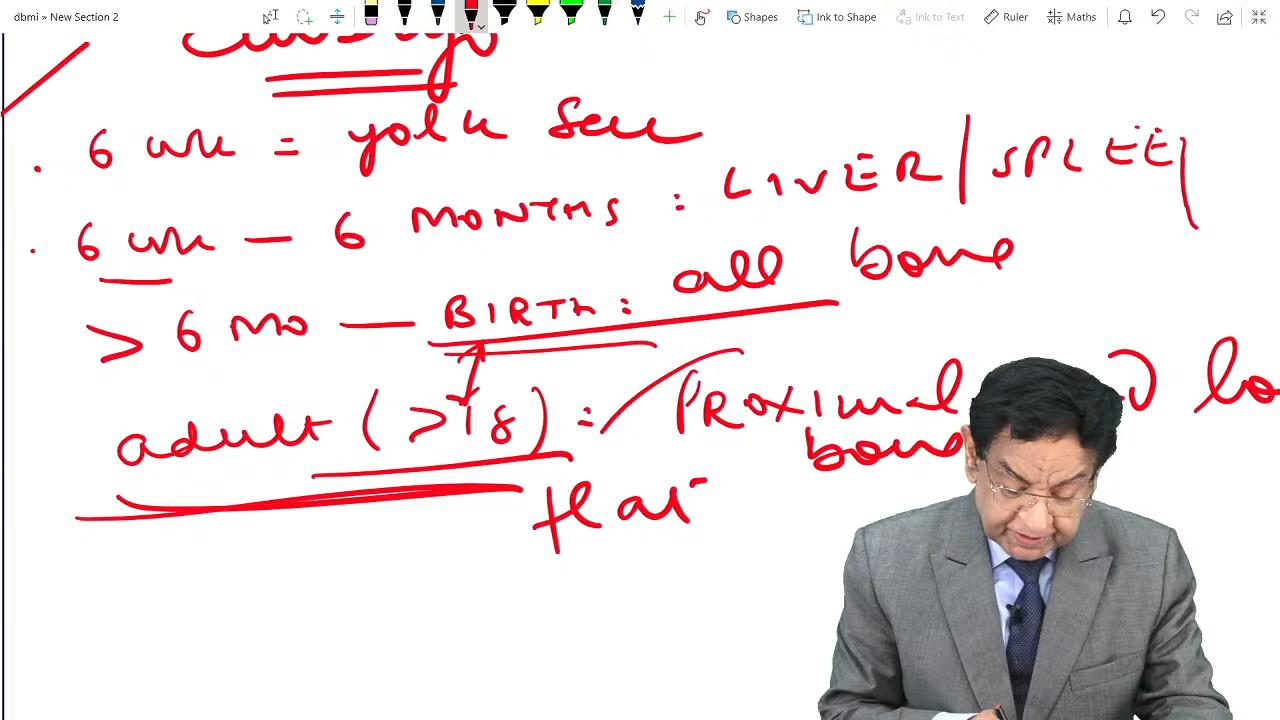 dbmi » New Section 2
Shapes Ink to Shape Ink to Text Ruler Maths
. 6 wk = yolk Sac
. 6 wk — 6 MONTHS : LIVER / SPLEE
> 6 MO — BIRTH : all bone
adult ( > 18 ) = Proximal
bone
flat